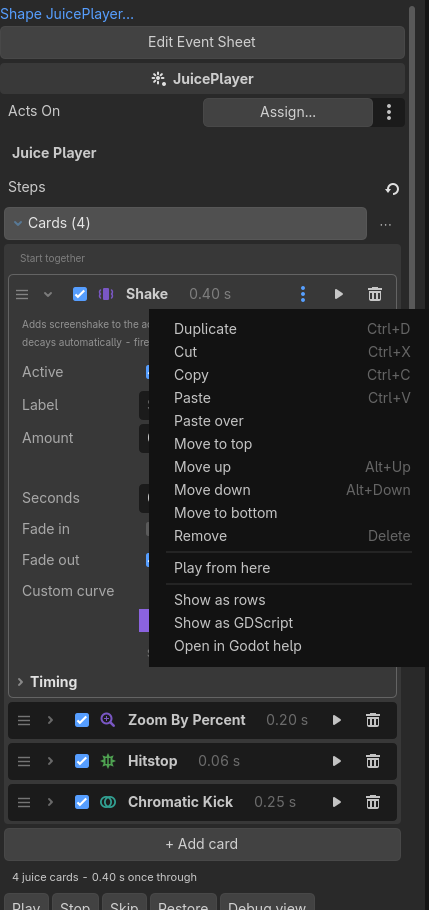 Shape JuicePlayer...
Edit Event Sheet
JuicePlayer
Acts On
Assign...
Juice Player
Steps
Cards (4)
Start together
Shake 0.40 s
Adds screenshake to the
decays automatically - fire
Active
Label
Amount
Seconds
Fade in
Fade out
Custom curve
Duplicate Ctrl+D
Cut Ctrl+X
Copy Ctrl+C
Paste Ctrl+V
Paste over
Move to top
Move up Alt+Up
Move down Alt+Down
Move to bottom
Remove Delete
Play from here
Show as rows
Show as GDScript
Open in Godot help
Timing
Zoom By Percent 0.20 s
Hitstop 0.06 s
Chromatic Kick 0.25 s
+ Add card
4 juice cards - 0.40 s once through
Play Stop Skip Restore Debug view